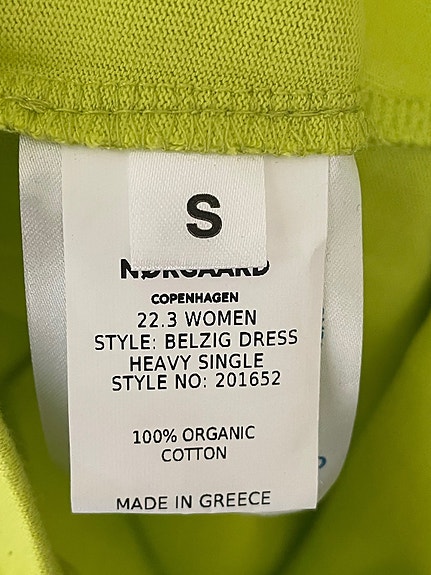 S
NØRGAARD
COPENHAGEN
22.3 WOMEN
STYLE: BELZIG DRESS
HEAVY SINGLE
STYLE NO: 201652
100% ORGANIC
COTTON
MADE IN GREECE